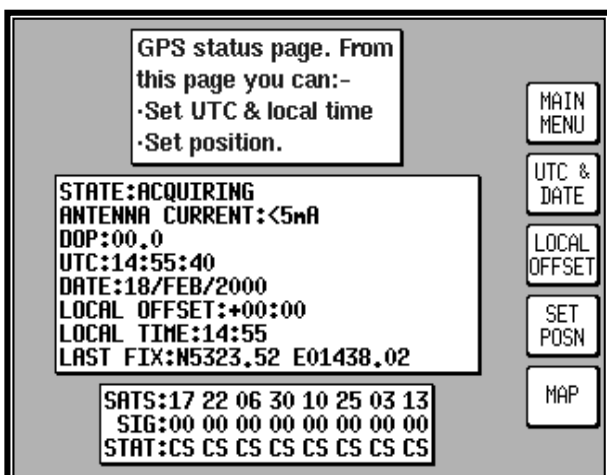 GPS status page. From
this page you can:-
·Set UTC & local time
·Set position.
MAIN
MENU
UTC &
DATE
LOCAL
OFFSET
SET
POSN
MAP
STATE:ACQUIRING
ANTENNA CURRENT:<5mA
DOP:00.0
UTC:14:55:40
DATE:18/FEB/2000
LOCAL OFFSET:+00:00
LOCAL TIME:14:55
LAST FIX:N5323.52 E01438.02
SATS:17 22 06 30 10 25 03 13
SIG:00 00 00 00 00 00 00 00
STAT:CS CS CS CS CS CS CS CS